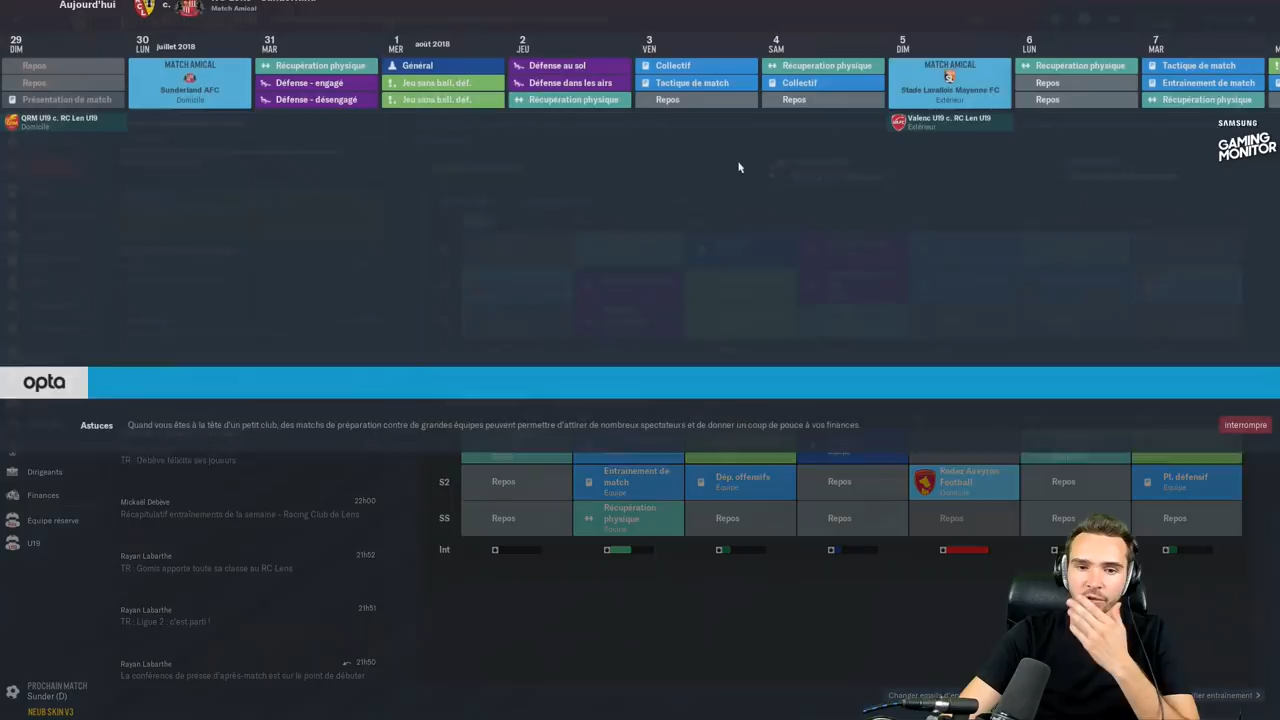 Aujourd'hui
c.
Match Amical
29
DIM
30
LUN
juillet 2018
31
MAR
1
MER
août 2018
2
JEU
3
VEN
4
SAM
5
DIM
6
LUN
7
MAR
Repos
Repos
Présentation de match
MATCH AMICAL
Sunderland AFC
Domicile
Récupération physique
Défense - engagé
Défense - désengagé
Général
Jeu sans ball. déf.
Jeu sans ball. déf.
Défense au sol
Défense dans les airs
Récupération physique
Collectif
Tactique de match
Repos
Récuperation physique
Collectif
Repos
MATCH AMICAL
Stade Lavallois Mayenne FC
Extérieur
Récupération physique
Repos
Repos
Tactique de match
Entrainement de match
Récupération physique
QRM U19 c. RC Len U19
Domicile
Valenc U19 c. RC Len U19
Extérieur
SAMSUNG
GAMING
MONITOR
opta
Astuces
Quand vous êtes à la tête d'un petit club, des matchs de préparation contre de grandes équipes peuvent permettre d'attirer de nombreux spectateurs et de donner un coup de pouce à vos finances.
interrompre
Dirigeants
Finances
Équipe réserve
U19
TR : Debève félicite ses joueurs
Mickaël Debève
22h00
Récapitulatif entraînements de la semaine - Racing Club de Lens
Rayan Labarthe
21h52
TR : Gomis apporte toute sa classe au RC Lens
Rayan Labarthe
21h51
TR : Ligue 2 : c'est parti !
Rayan Labarthe
21h50
La conférence de presse d'après-match est sur le point de débuter
S2
Repos
Entrainement de
match
Équipe
Dép. offensifs
Équipe
Repos
Rodez Aveyron
Football
Domicile
Repos
Pl. défensif
Équipe
SS
Repos
Récupération
physique
Équipe
Repos
Repos
Repos
Repos
Repos
Int
PROCHAIN MATCH
Sunder (D)
NEUB SKIN V3
Changer emails d'en
entraînement